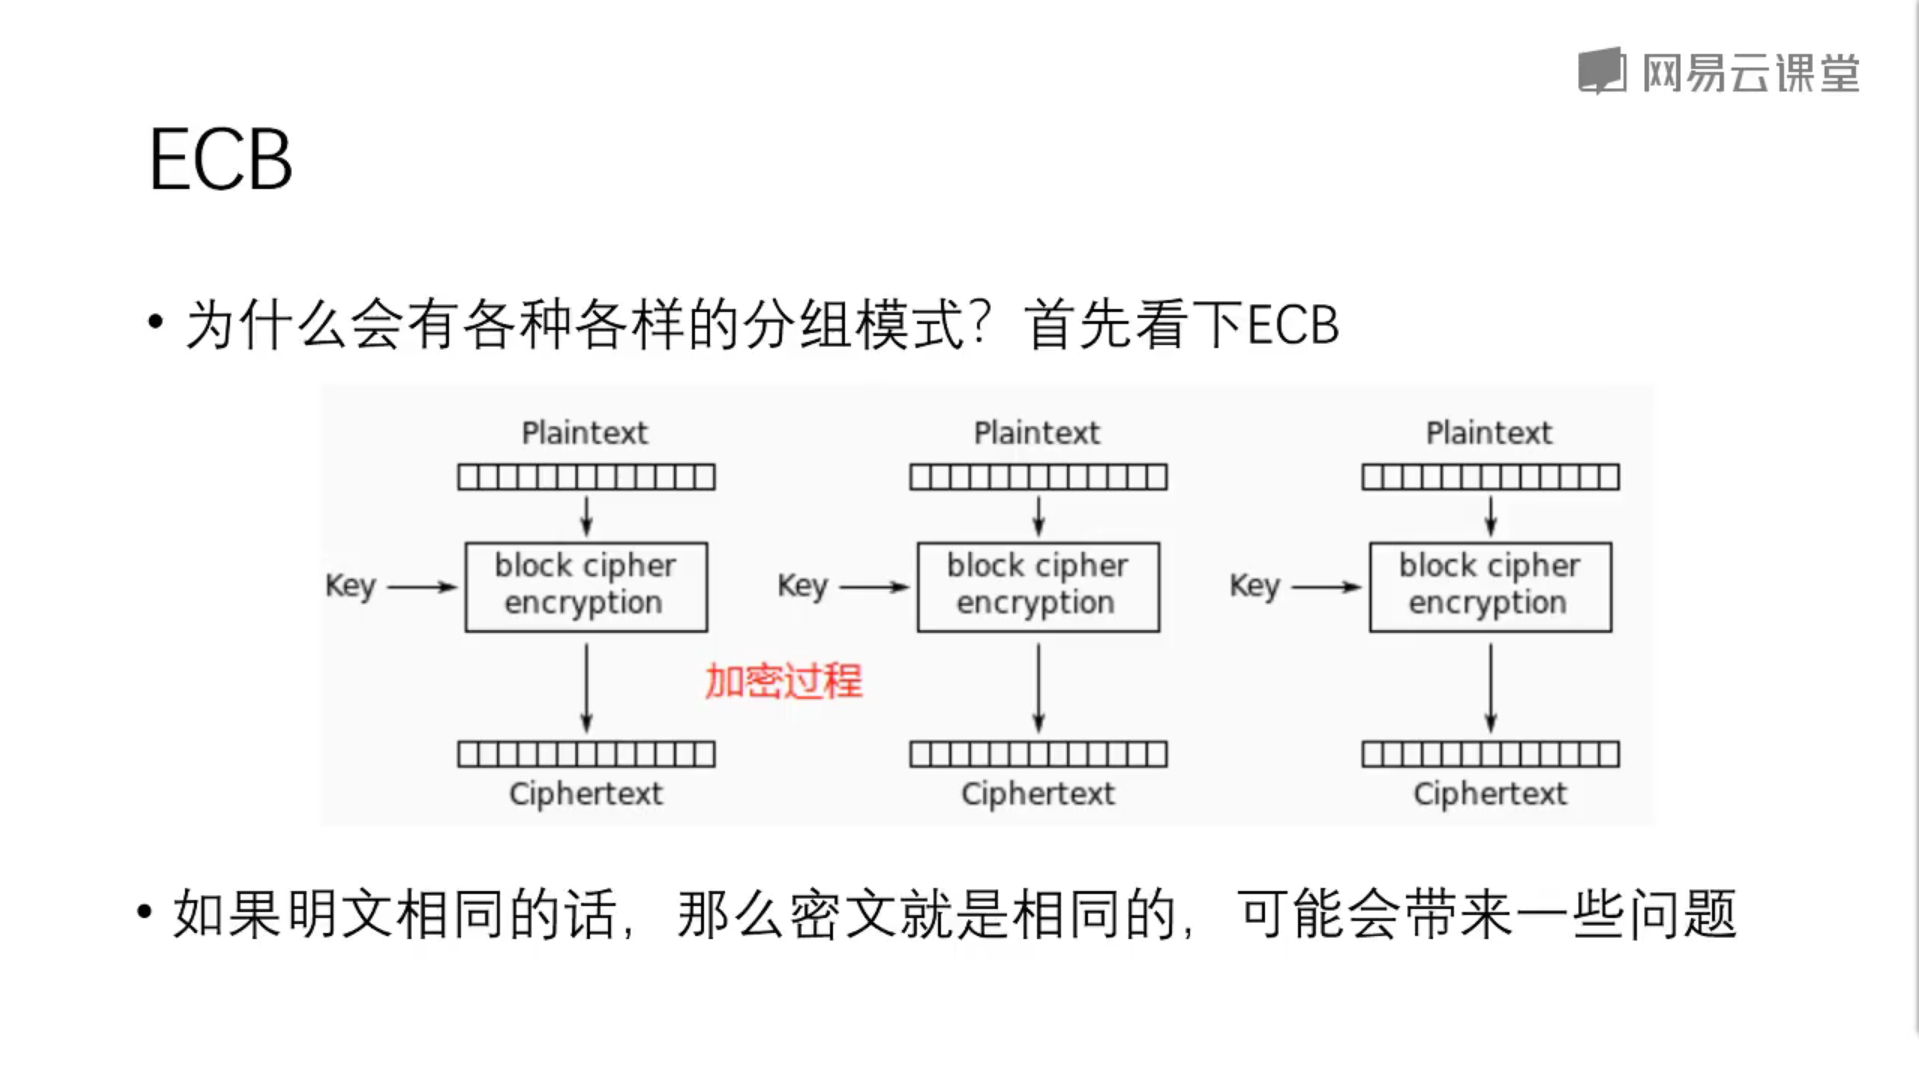 网易云课堂
ECB
• 为什么会有各种各样的分组模式？首先看下ECB
Plaintext Plaintext Plaintext
block cipher block cipher block cipher
Key Key Key
encryption encryption encryption
加密过程
Ciphertext Ciphertext Ciphertext
• 如果明文相同的话，那么密文就是相同的，可能会带来一些问题